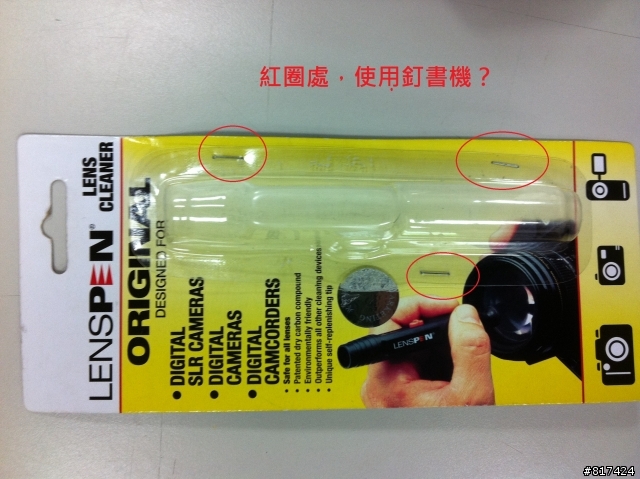 紅圈處，使用釘書機？
LENSPEN®
LENS
CLEANER
ORIGINAL
DESIGNED FOR
• DIGITAL
SLR CAMERAS
• DIGITAL
CAMERAS
• DIGITAL
CAMCORDERS
• Safe for all lenses
• Patented dry carbon compound
• Environmentally friendly
• Outperforms all other cleaning devices
• Unique self-replenishing tip
LENSPEN
#817424